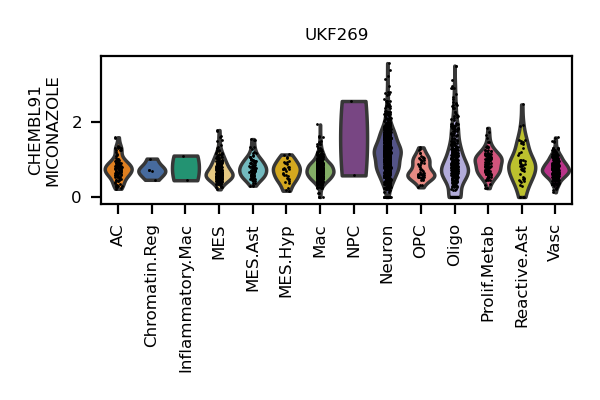 UKF269
CHEMBL91
MICONAZOLE
2
0
AC
Chromatin.Reg
Inflammatory.Mac
MES
MES.Ast
MES.Hyp
Mac
NPC
Neuron
OPC
Oligo
Prolif.Metab
Reactive.Ast
Vasc